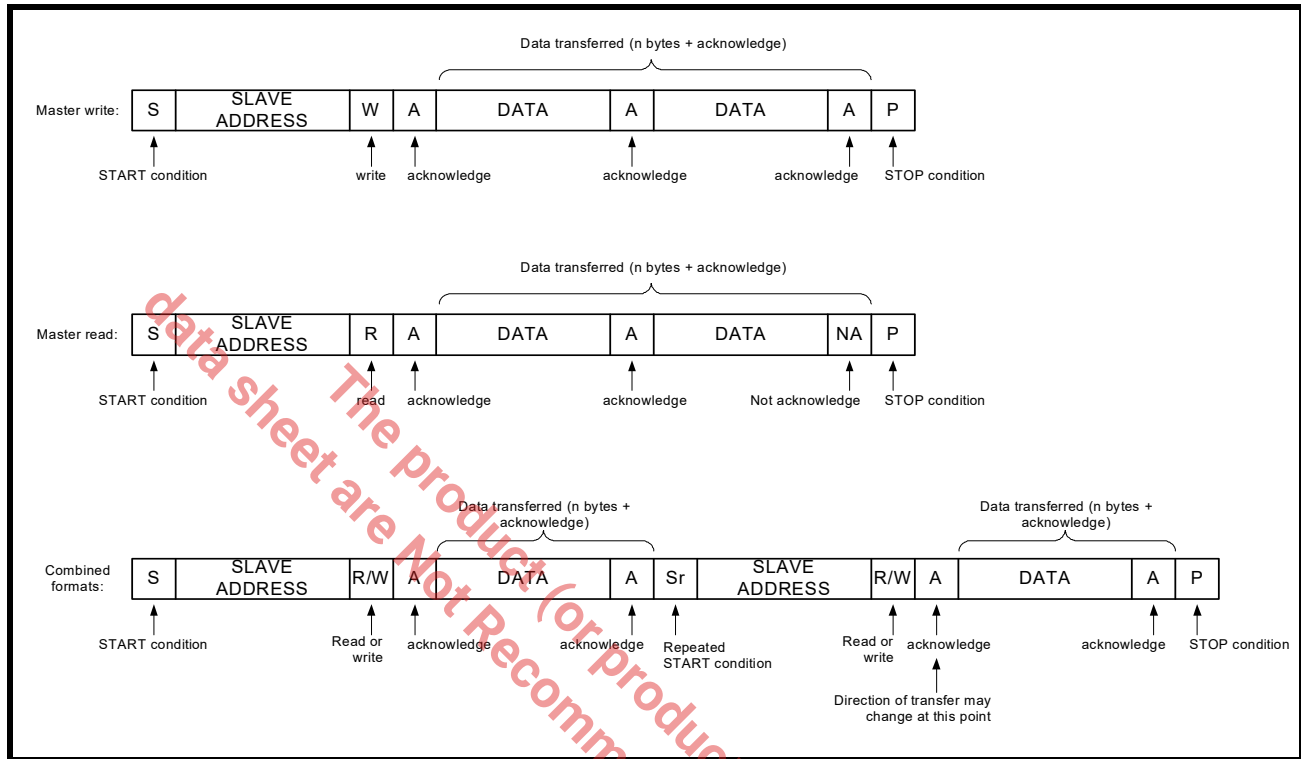 Data transferred (n bytes + acknowledge)
Master write: S SLAVE ADDRESS W A DATA A DATA A P
START condition write acknowledge acknowledge acknowledge STOP condition
Data transferred (n bytes + acknowledge)
Master read: S SLAVE ADDRESS R A DATA A DATA NA P
START condition read acknowledge acknowledge Not acknowledge STOP condition
Data transferred (n bytes +
acknowledge)
Data transferred (n bytes +
acknowledge)
Combined
formats:
S SLAVE ADDRESS R/W A DATA A Sr SLAVE ADDRESS R/W A DATA A P
START condition
Read or
write
acknowledge
acknowledge
Repeated
START condition
Read or
write
acknowledge
acknowledge
STOP condition
Direction of transfer may
change at this point
The product (or
data sheet are Not